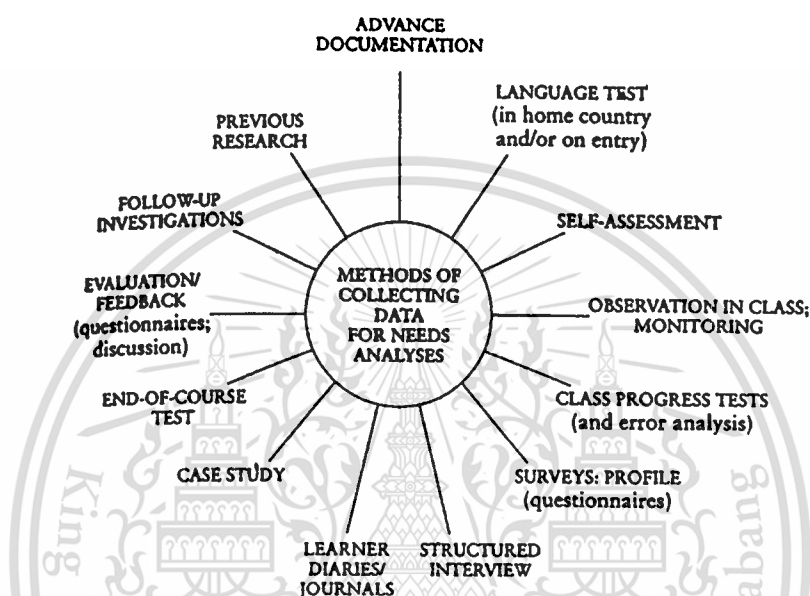 ADVANCE
DOCUMENTATION
LANGUAGE TEST
(in home country
and/or on entry)
SELF-ASSESSMENT
OBSERVATION IN CLASS;
MONITORING
CLASS PROGRESS TESTS
(and error analysis)
SURVEYS: PROFILE
(questionnaires)
STRUCTURED
INTERVIEW
LEARNER
DIARIES/
JOURNALS
CASE STUDY
END-OF-COURSE
TEST
EVALUATION/
FEEDBACK
(questionnaires;
discussion)
FOLLOW-UP
INVESTIGATIONS
PREVIOUS
RESEARCH
METHODS OF
COLLECTING
DATA
FOR NEEDS
ANALYSES
King
abang